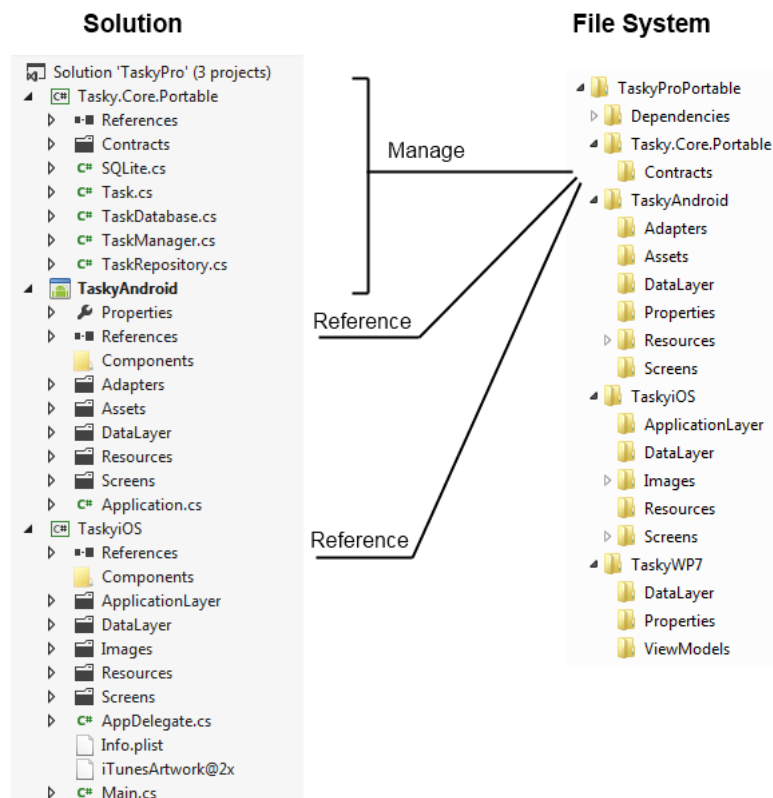 Solution
Solution 'TaskyPro' (3 projects)
C# Tasky.Core.Portable
References
Contracts
C# SQLite.cs
C# Task.cs
C# TaskDatabase.cs
C# TaskManager.cs
C# TaskRepository.cs
TaskyAndroid
Properties
References
Components
Adapters
Assets
DataLayer
Resources
Screens
C# Application.cs
C# TaskyiOS
References
Components
ApplicationLayer
DataLayer
Images
Resources
Screens
C# AppDelegate.cs
Info.plist
iTunesArtwork@2x
C# Main.cs
Manage
Reference
Reference
File System
TaskyProPortable
Dependencies
Tasky.Core.Portable
Contracts
TaskyAndroid
Adapters
Assets
DataLayer
Properties
Resources
Screens
TaskyiOS
ApplicationLayer
DataLayer
Images
Resources
Screens
TaskyWP7
DataLayer
Properties
ViewModels